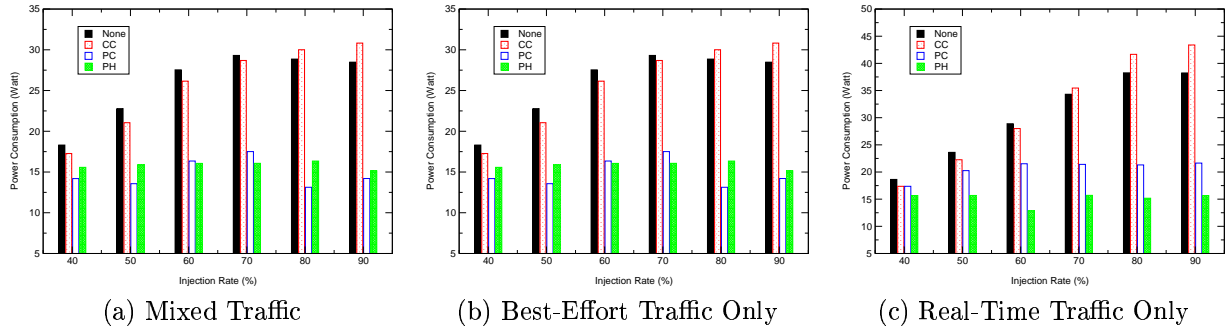 35
30
25
20
15
10
5
Power Consumption (Watt)
None
CC
PC
PH
40 50 60 70 80 90
Injection Rate (%)
(a) Mixed Traffic
35
30
25
20
15
10
5
Power Consumption (Watt)
None
CC
PC
PH
40 50 60 70 80 90
Injection Rate (%)
(b) Best-Effort Traffic Only
50
45
40
35
30
25
20
15
10
5
Power Consumption (Watt)
None
CC
PC
PH
40 50 60 70 80 90
Injection Rate (%)
(c) Real-Time Traffic Only